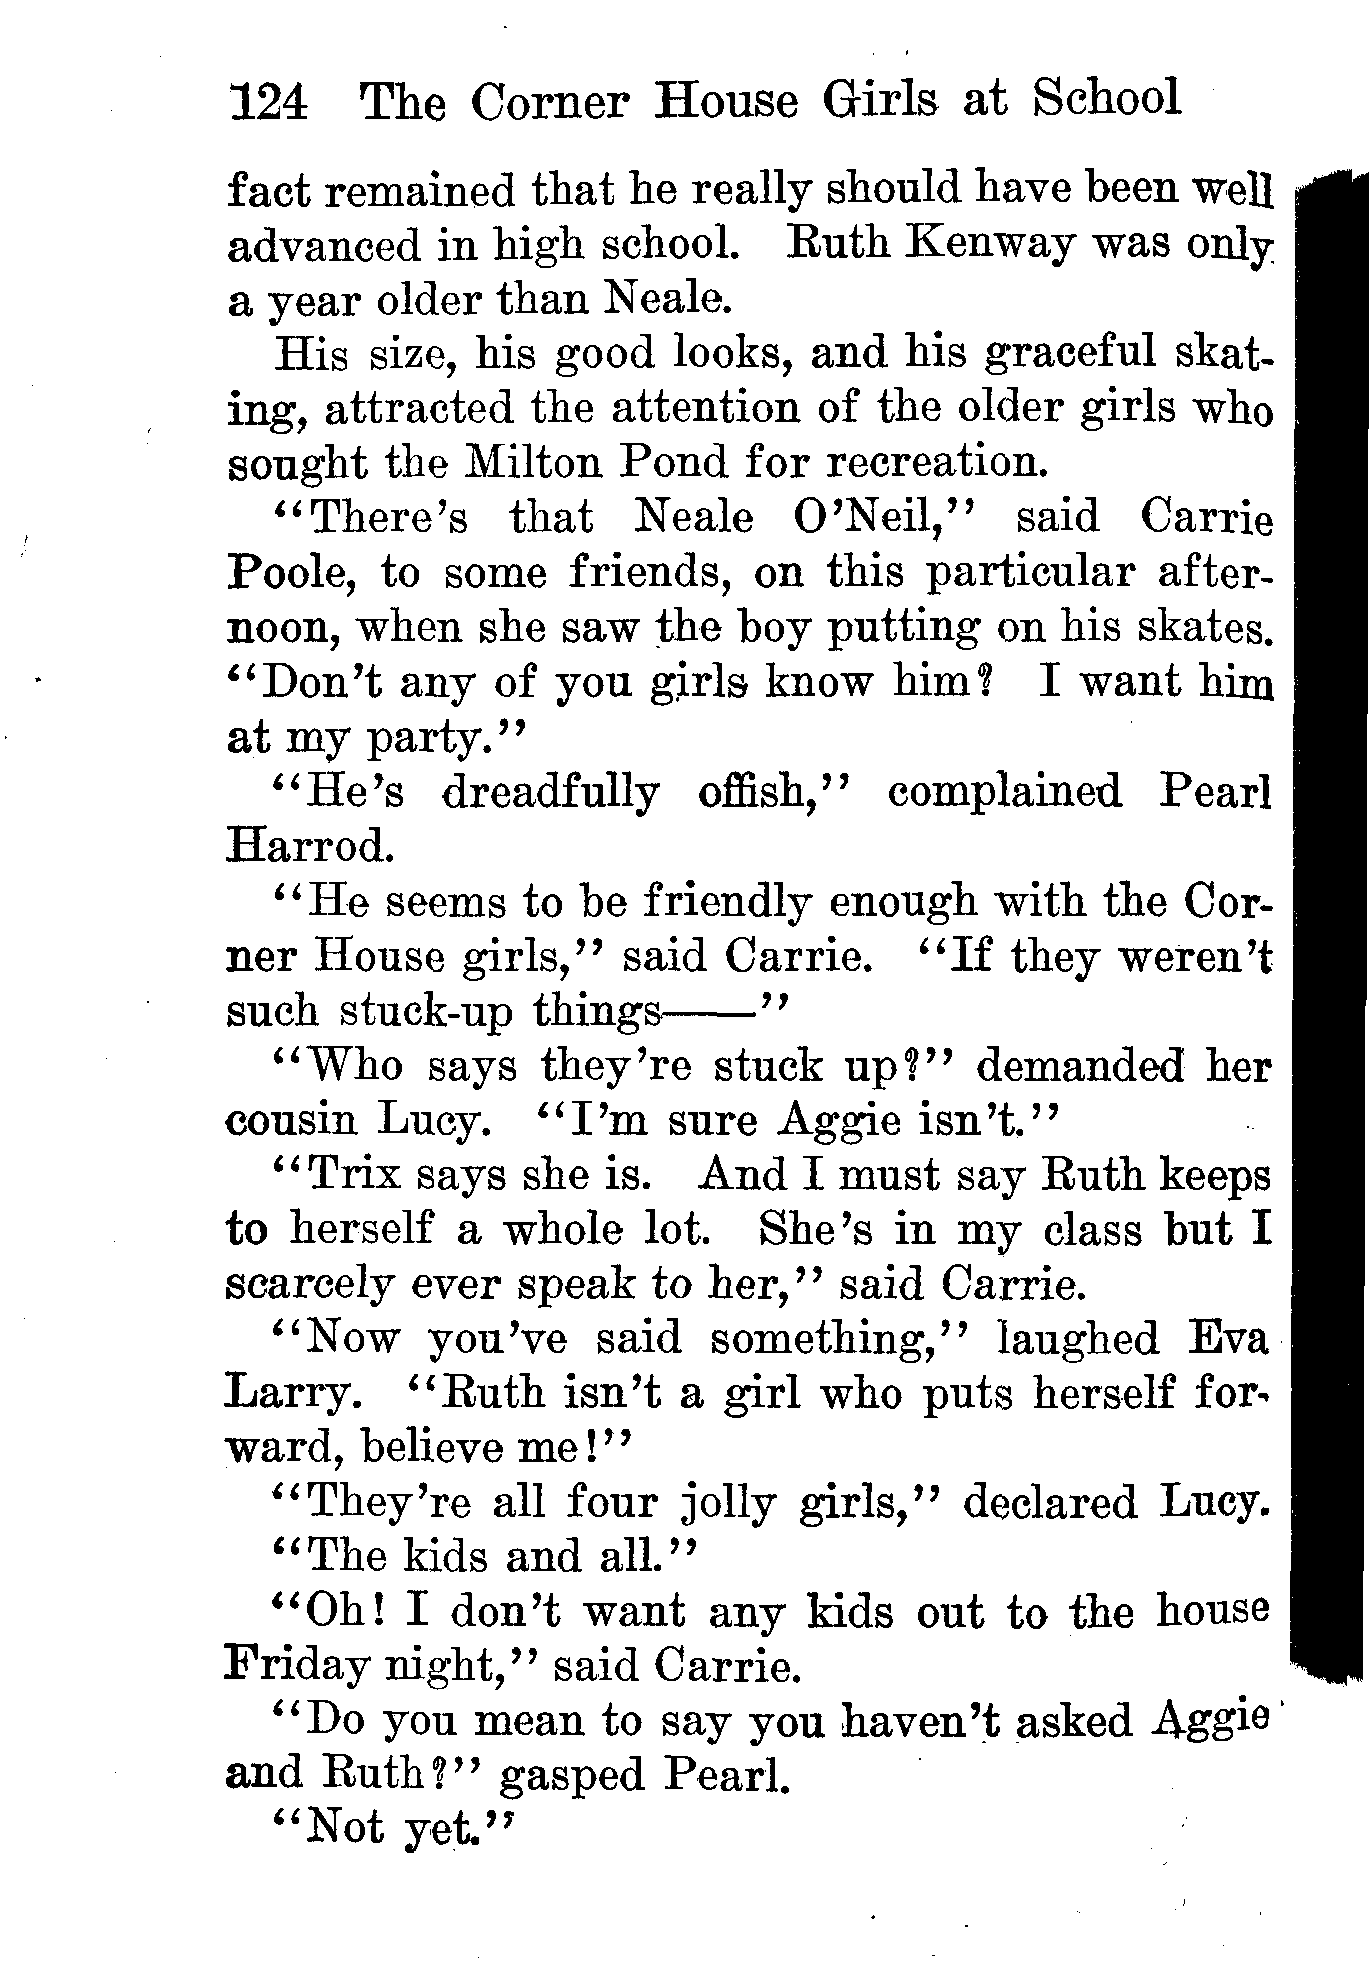 124 The Corner House Girls at School
fact remained that he really should have been well
advanced in high school. Ruth Kenway was only
a year older than Neale.
His size, his good looks, and his graceful skat-
ing, attracted the attention of the older girls who
sought the Milton Pond for recreation.
"There's that Neale O'Neil," said Carrie
Poole, to some friends, on this particular after-
noon, when she saw the boy putting on his skates.
"Don't any of you girls know him? I want him
at my party."
"He's dreadfully offish," complained Pearl
Harrod.
"He seems to be friendly enough with the Cor-
ner House girls," said Carrie. "If they weren't
such stuck-up things——"
"Who says they're stuck up?" demanded her
cousin Lucy. "I'm sure Aggie isn't."
"Trix says she is. And I must say Ruth keeps
to herself a whole lot. She's in my class but I
scarcely ever speak to her," said Carrie.
"Now you've said something," laughed Eva
Larry. "Ruth isn't a girl who puts herself for-
ward, believe me!"
"They're all four jolly girls," declared Lucy.
"The kids and all."
"Oh! I don't want any kids out to the house
Friday night," said Carrie.
"Do you mean to say you haven't asked Aggie
and Ruth?" gasped Pearl.
"Not yet."